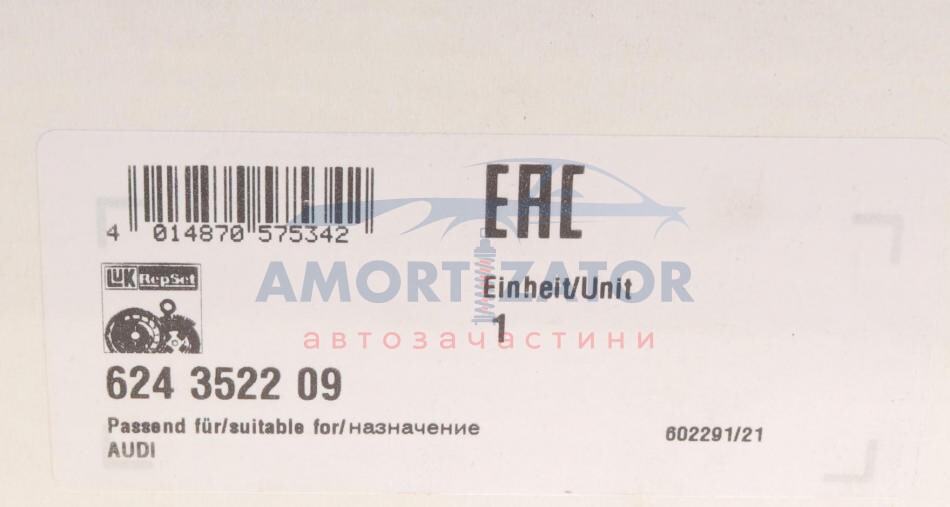 EAC
4 014870 575342
LUK RepSet
AMORTIZATOR
Einheit/Unit
1
автозачастини
624 3522 09
Passend für/suitable for/назначение
AUDI
602291/21